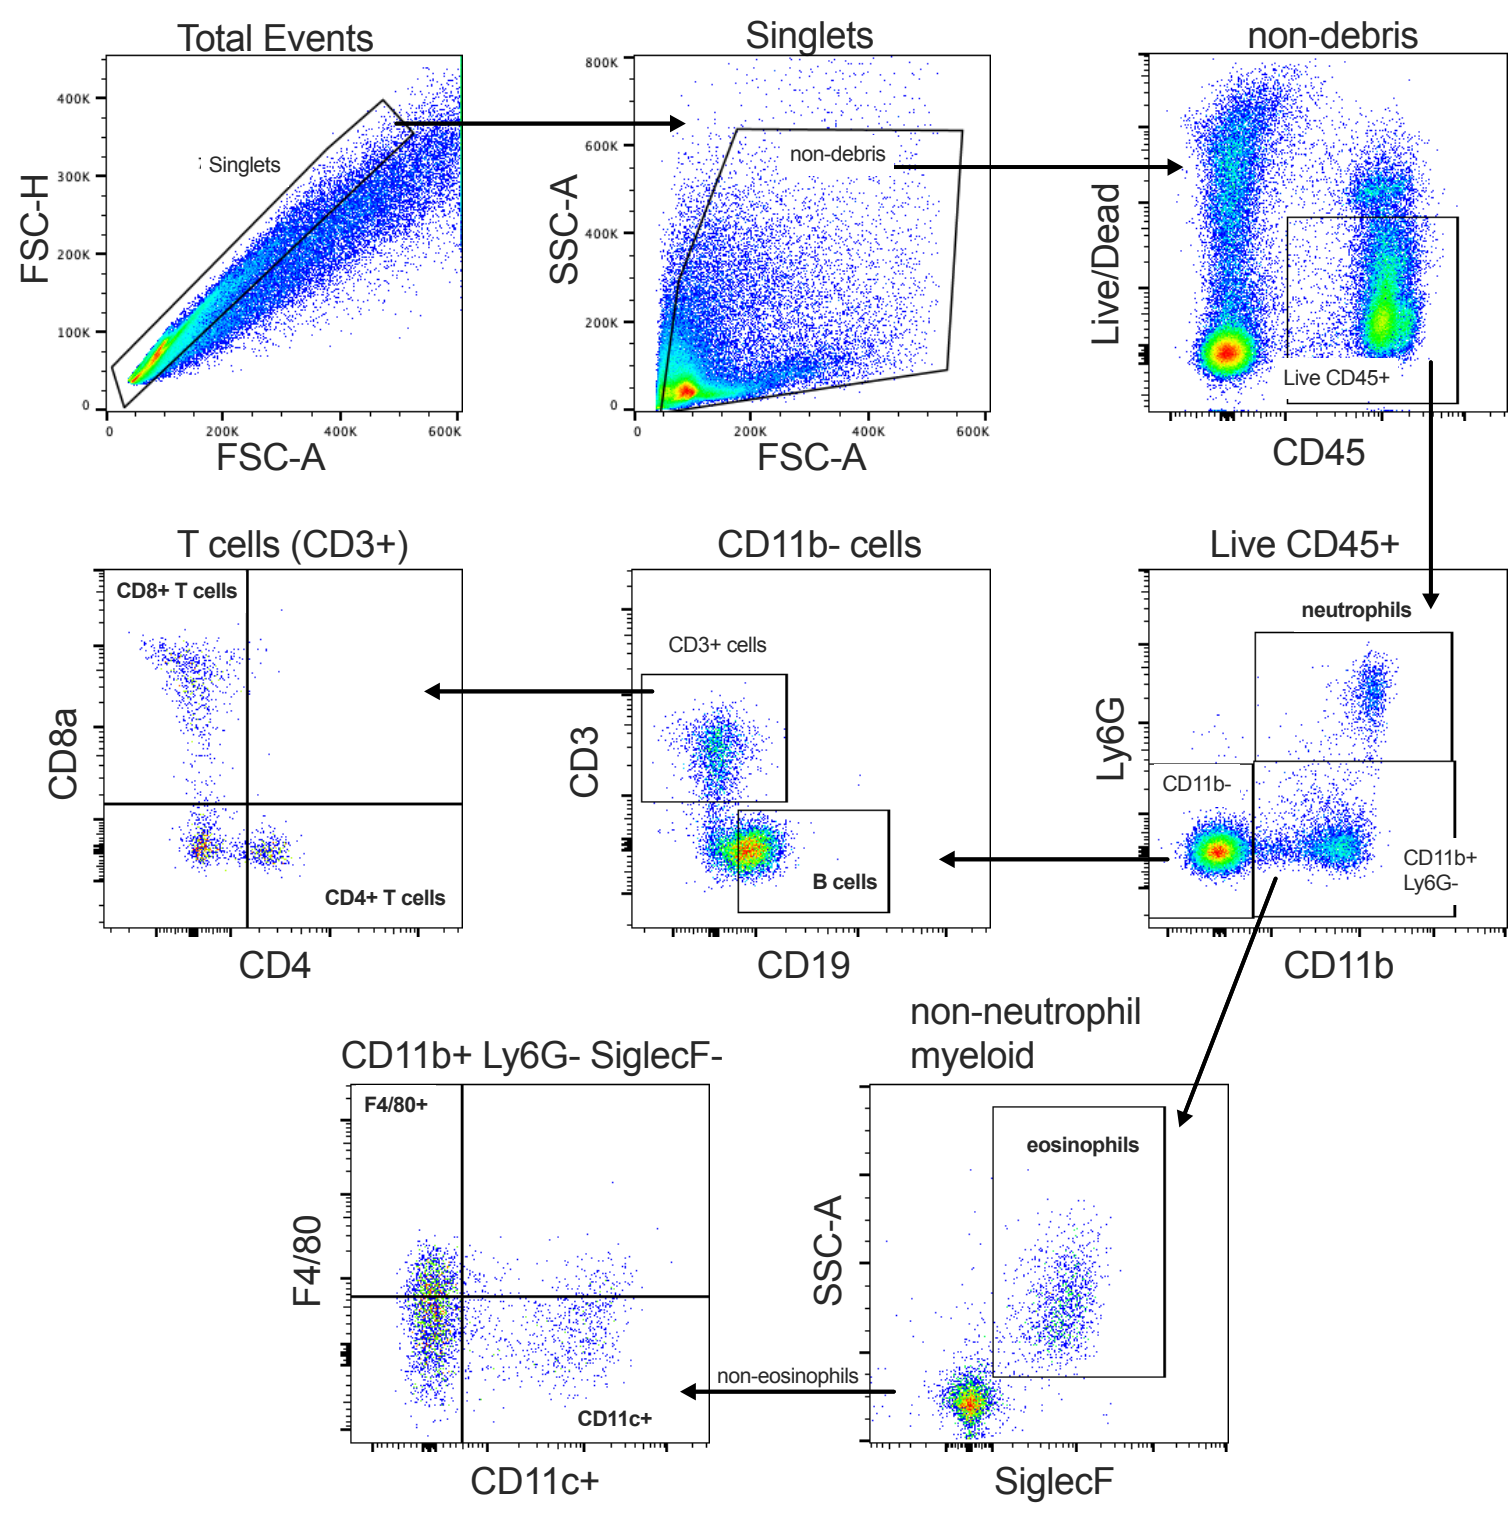 Total Events
Singlets
non-debris
400K
300K
200K
100K
0
FSC-H
Singlets
0
200K
400K
600K
FSC-A
800K
600K
400K
200K
0
SSC-A
non-debris
0
200K
400K
600K
FSC-A
Live/Dead
Live CD45+
CD45
T cells (CD3+)
CD11b- cells
Live CD45+
CD8+ T cells
CD8a
CD4+ T cells
CD4
CD3+ cells
CD3
B cells
CD19
neutrophils
Ly6G
CD11b-
CD11b+
Ly6G-
CD11b
CD11b+ Ly6G- SiglecF-
non-neutrophil
myeloid
F4/80+
F4/80
CD11c+
CD11c+
non-eosinophils
eosinophils
SSC-A
SiglecF